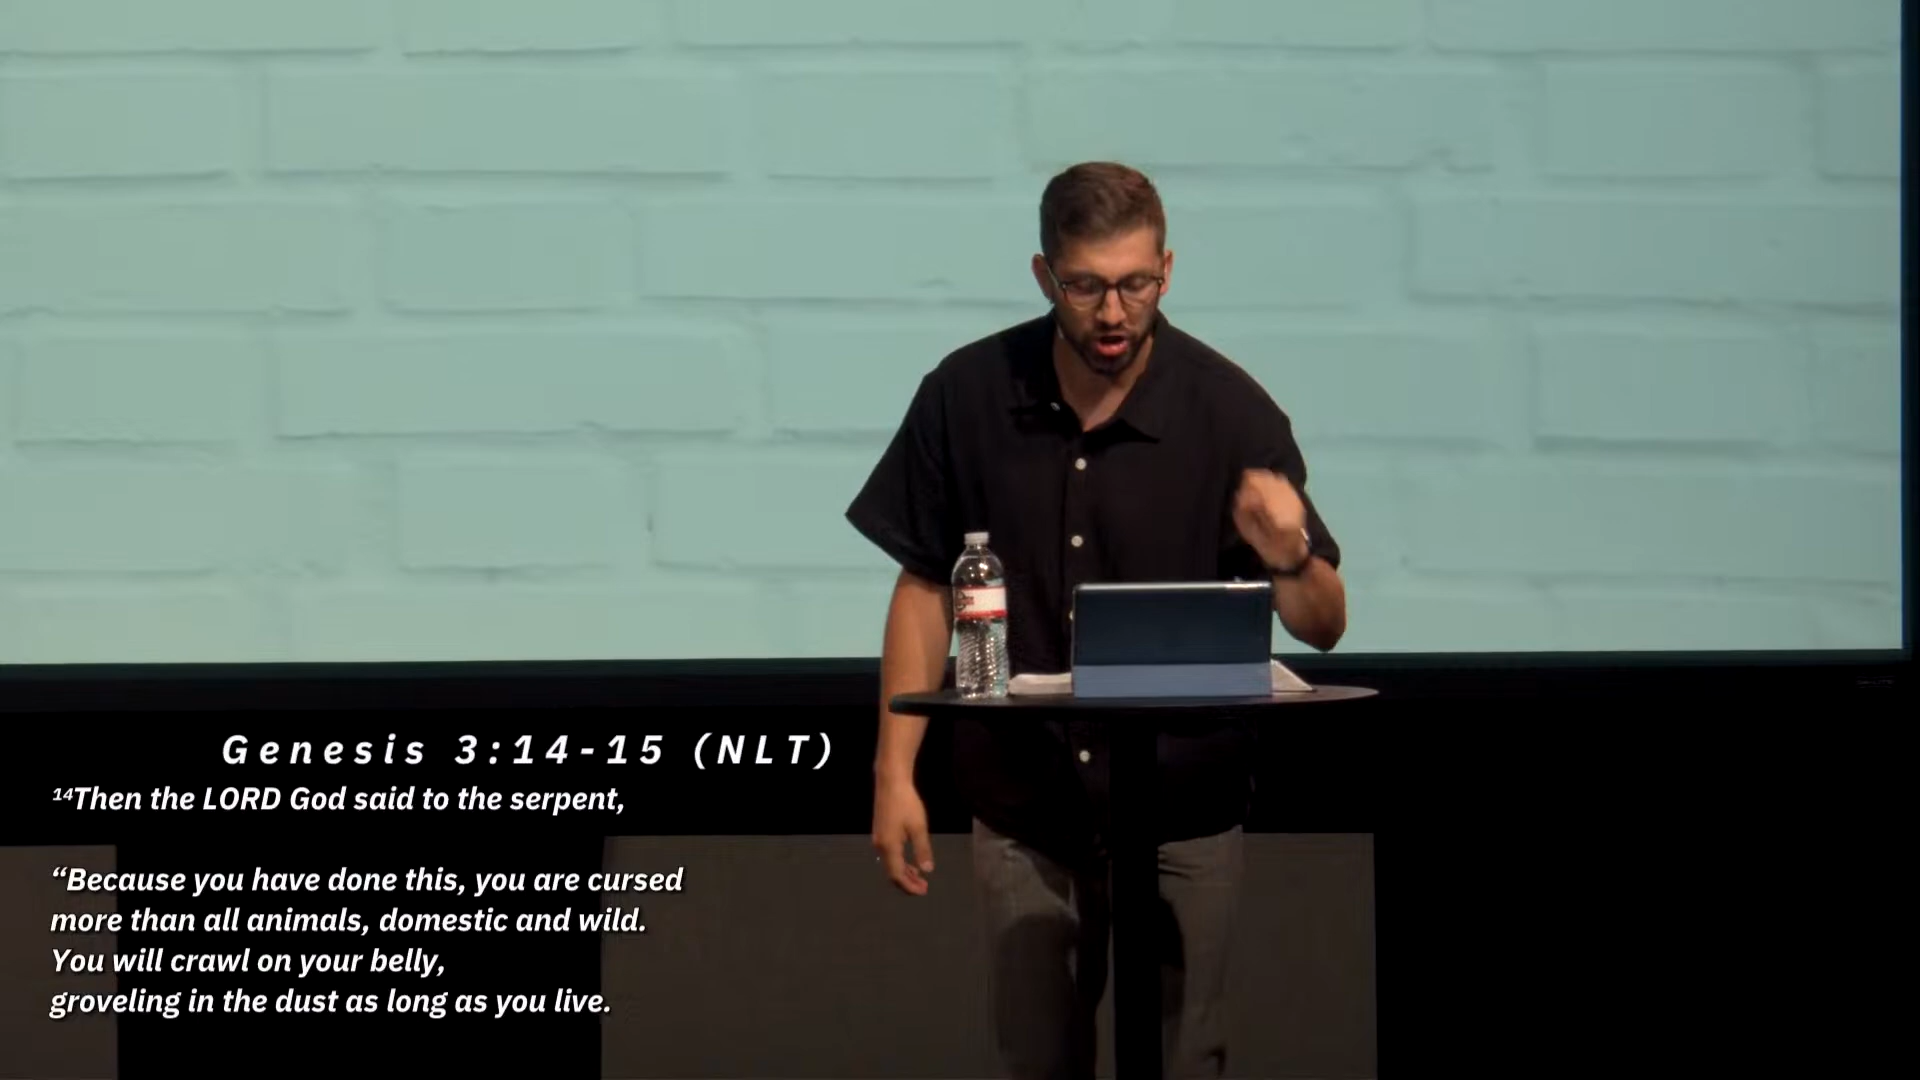 Genesis 3:14-15 (NLT)
¹⁴Then the LORD God said to the serpent,
“Because you have done this, you are cursed
more than all animals, domestic and wild.
You will crawl on your belly,
groveling in the dust as long as you live.